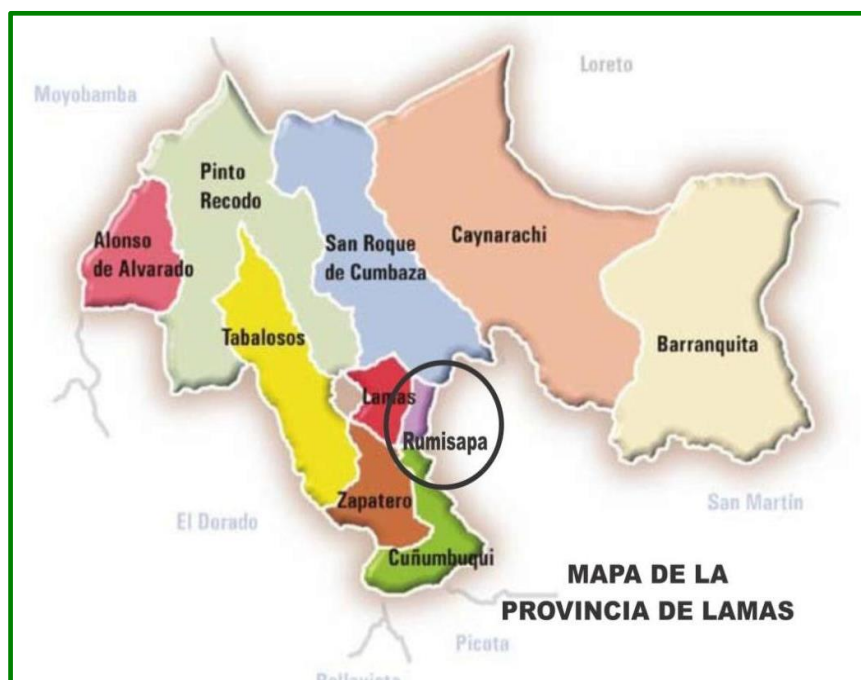 Loreto
Moyobamba
Pinto
Recodo
Alonso
de Alvarado
San Roque
de Cumbaza
Caynarachi
Tabalosos
Barranquita
Lamas
Rumisapa
Zapatero
San Martín
El Dorado
Cuñumbuqui
MAPA DE LA
PROVINCIA DE LAMAS
Picota
Bellavista